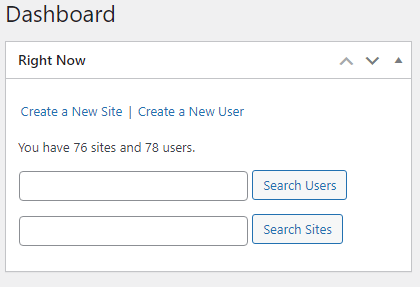 Dashboard
Right Now
Create a New Site | Create a New User
You have 76 sites and 78 users.
Search Users
Search Sites